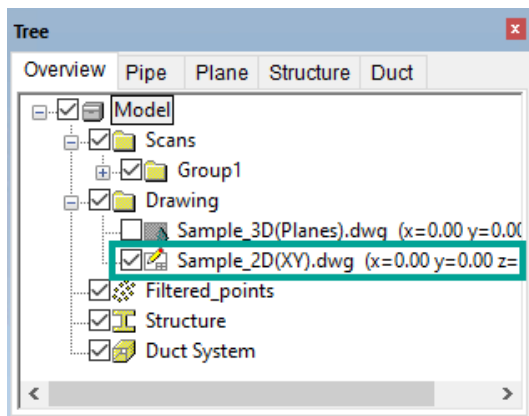 Tree
Overview Pipe Plane Structure Duct
Model
Scans
Group1
Drawing
Sample_3D(Planes).dwg (x=0.00 y=0.00
Sample_2D(XY).dwg (x=0.00 y=0.00 z=
Filtered_points
Structure
Duct System